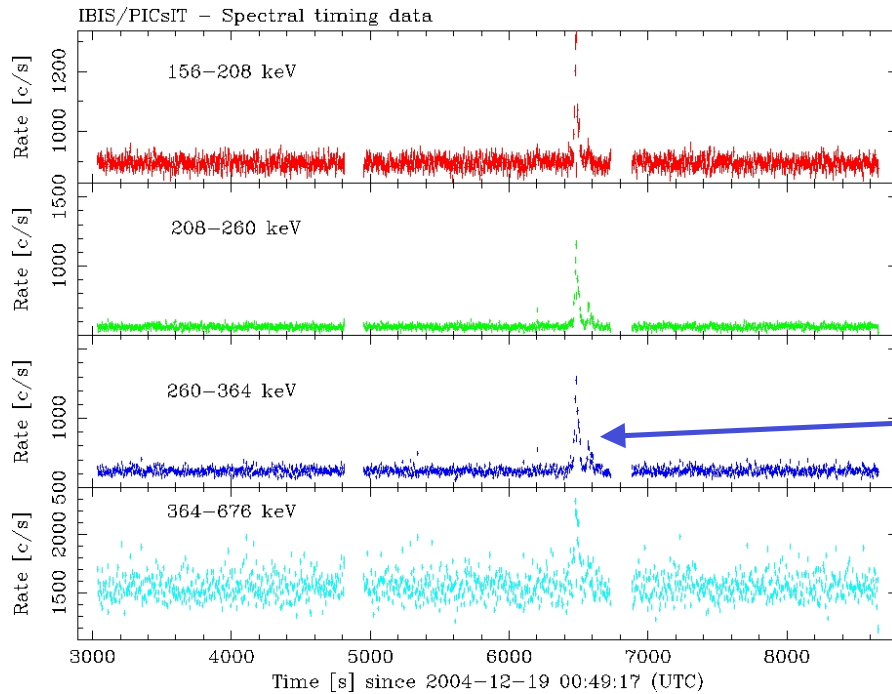 IBIS/PICsIT – Spectral timing data
Rate [c/s]
1000
1200
156–208 keV
Rate [c/s]
500
1000
1500
208–260 keV
Rate [c/s]
500
1000
260–364 keV
Rate [c/s]
1500
2000
2500
364–676 keV
3000 4000 5000 6000 7000 8000
Time [s] since 2004–12–19 00:49:17 (UTC)